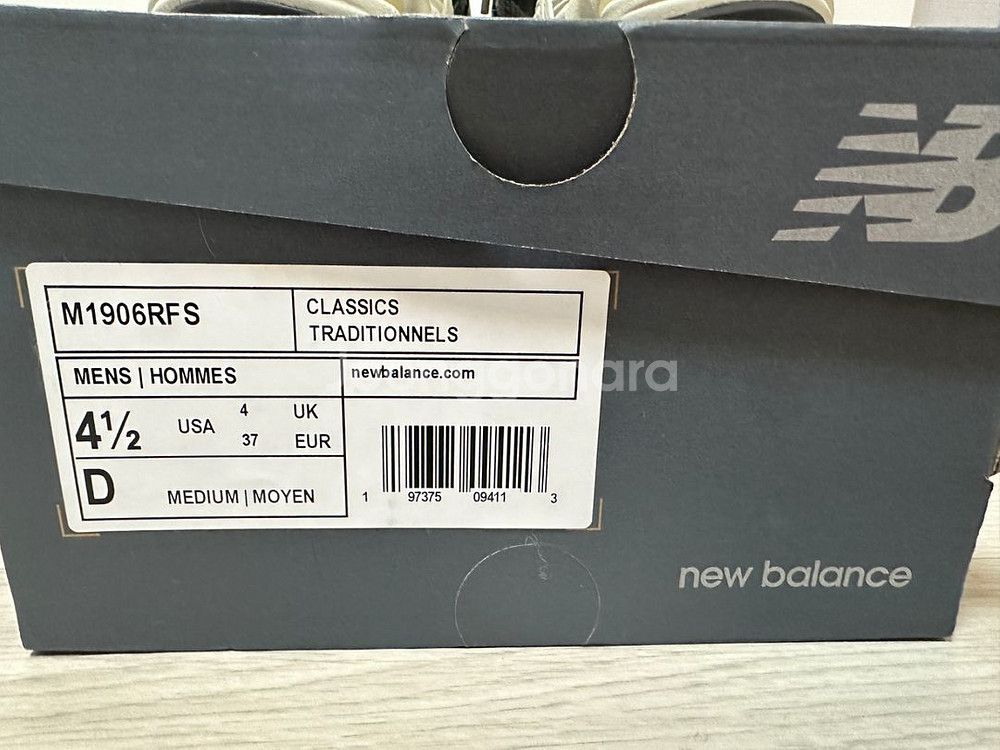 NB
M1906RFS
CLASSICS
TRADITIONNELS
MENS | HOMMES
newbalance.com
4½ USA 4 UK
37 EUR
D MEDIUM | MOYEN
1 97375 09411 3
new balance